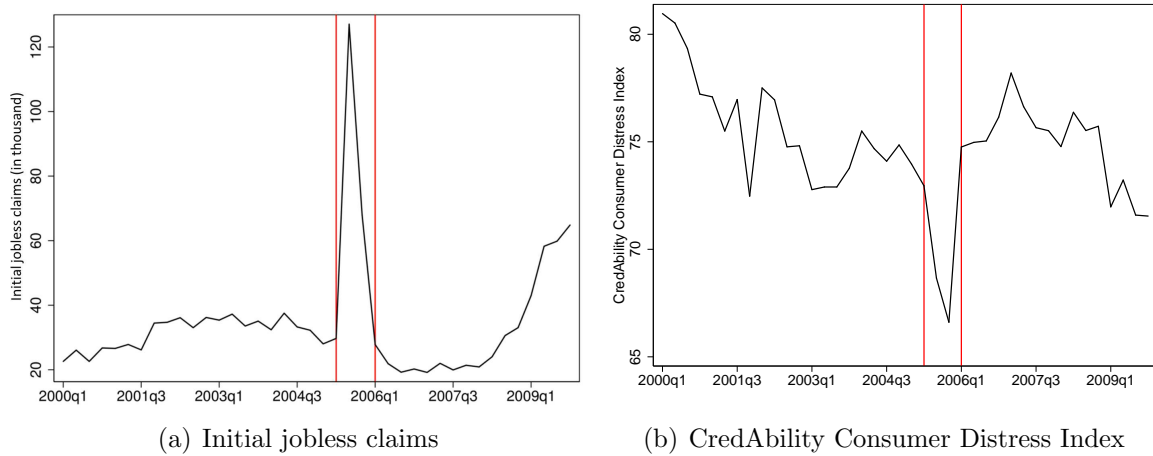 Initial jobless claims (in thousand)
120
100
80
60
40
20
2000q1 2001q3 2003q1 2004q3 2006q1 2007q3 2009q1
(a) Initial jobless claims
CredAbility Consumer Distress Index
80
75
70
65
2000q1 2001q3 2003q1 2004q3 2006q1 2007q3 2009q1
(b) CredAbility Consumer Distress Index